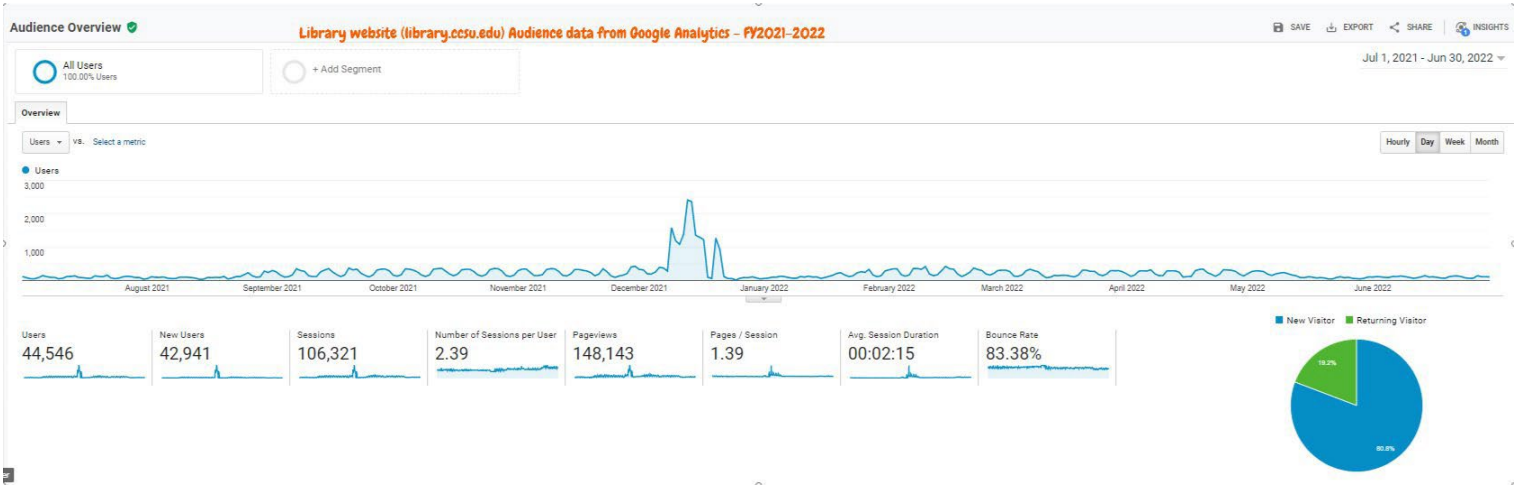 Audience Overview
Library website (library.ccsu.edu) Audience data from Google Analytics - FY2021-2022
SAVE EXPORT SHARE INSIGHTS
All Users
100.00% Users
+ Add Segment
Jul 1, 2021 - Jun 30, 2022
Overview
Users VS. Select a metric
Hourly Day Week Month
Users
3,000
2,000
1,000
August 2021 September 2021 October 2021 November 2021 December 2021 January 2022 February 2022 March 2022 April 2022 May 2022 June 2022
New Visitor Returning Visitor
Users
44,546
New Users
42,941
Sessions
106,321
Number of Sessions per User
2.39
Pageviews
148,143
Pages / Session
1.39
Avg. Session Duration
00:02:15
Bounce Rate
83.38%
19.2%
80.8%